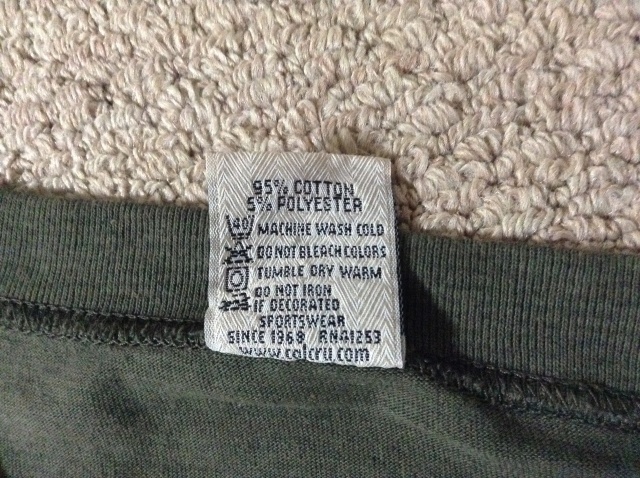 95% COTTON
5% POLYESTER
MACHINE WASH COLD
DO NOT BLEACH COLORS
TUMBLE DRY WARM
DO NOT IRON
IF DECORATED
SPORTSWEAR
SINCE 1968 RN41253
www.calcru.com